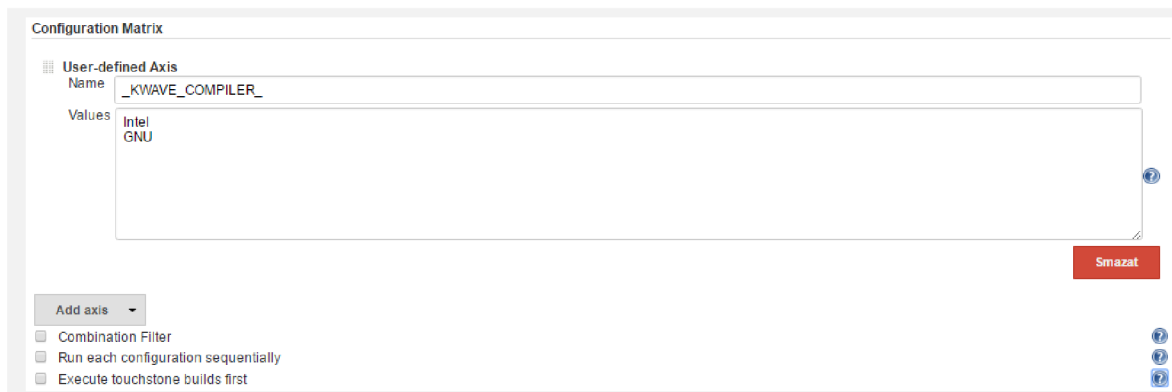 Configuration Matrix
User-defined Axis
Name
_KWAVE_COMPILER_
Values
Intel
GNU
Smazat
Add axis
Combination Filter
Run each configuration sequentially
Execute touchstone builds first